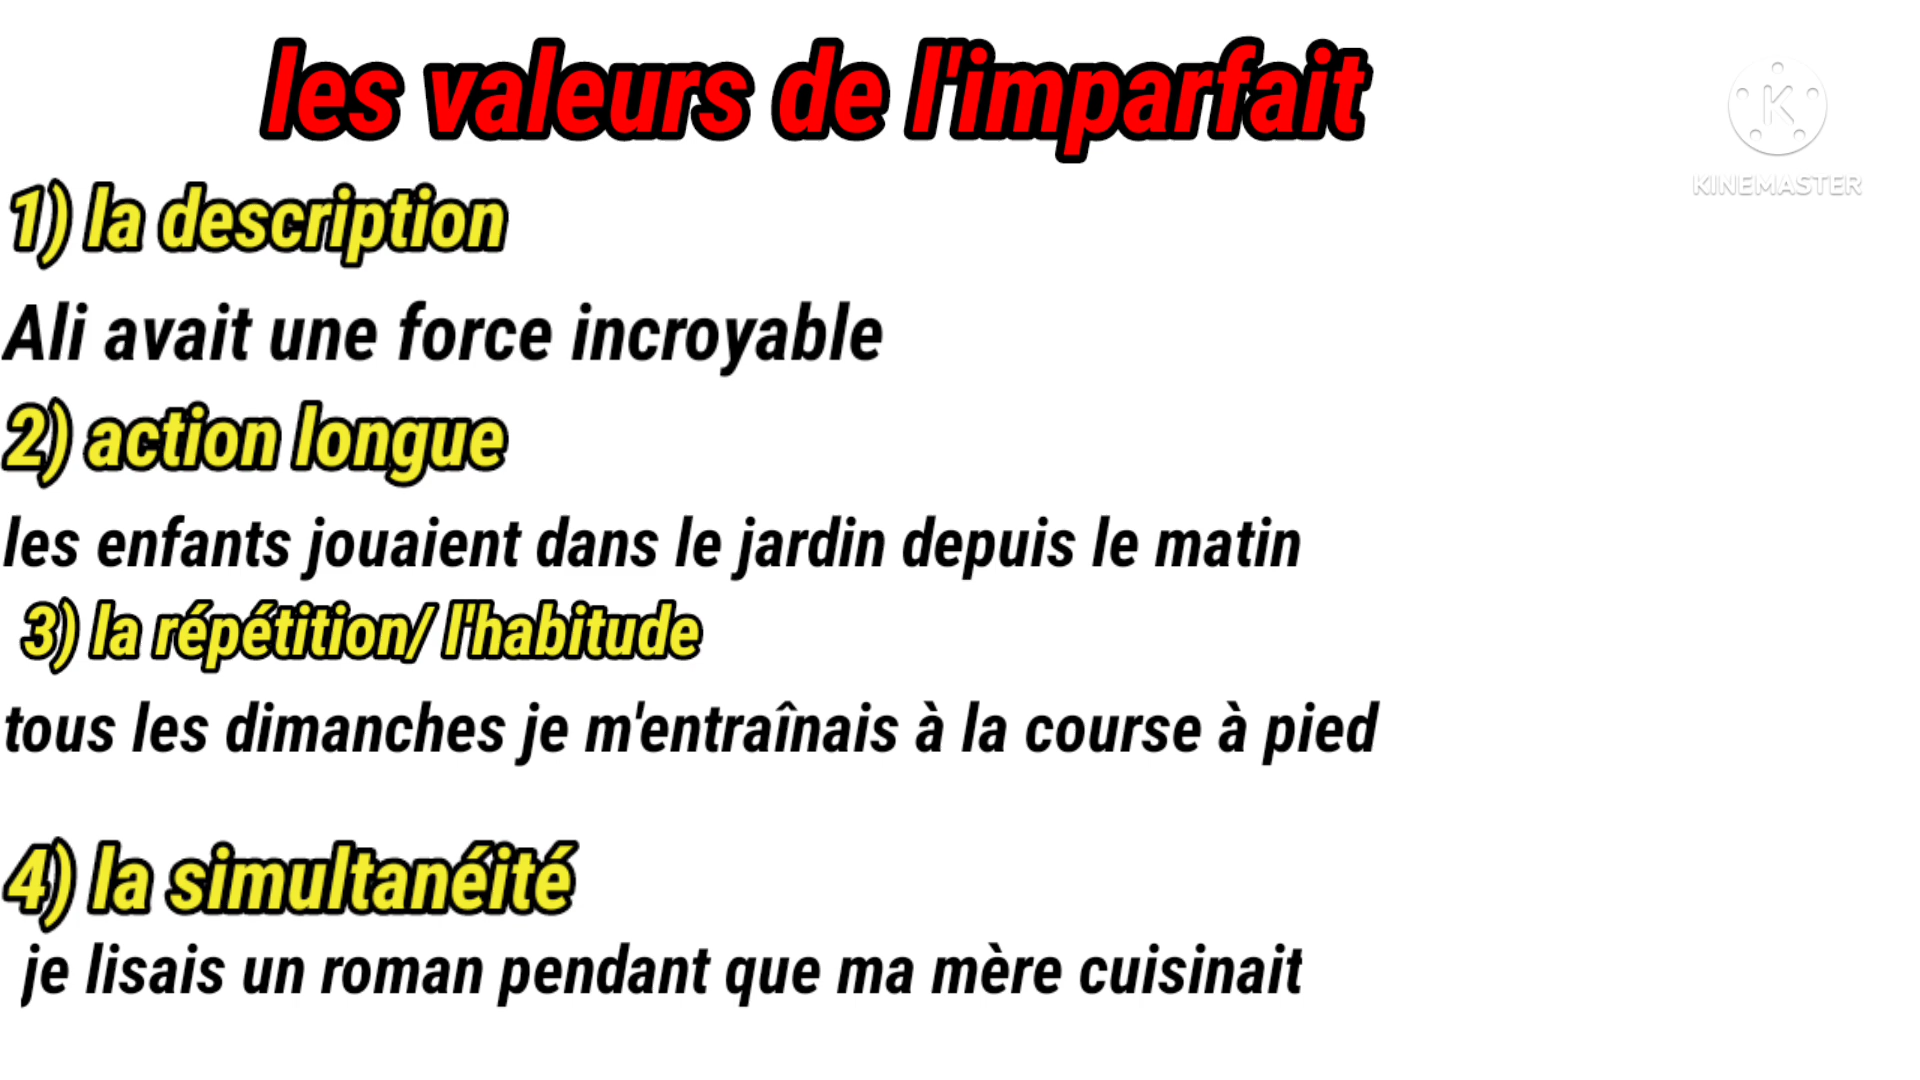 les valeurs de l'imparfait
K
KINEMASTER
1) la description
Ali avait une force incroyable
2) action longue
les enfants jouaient dans le jardin depuis le matin
3) la répétition/ l'habitude
tous les dimanches je m'entraînais à la course à pied
4) la simultanéité
je lisais un roman pendant que ma mère cuisinait